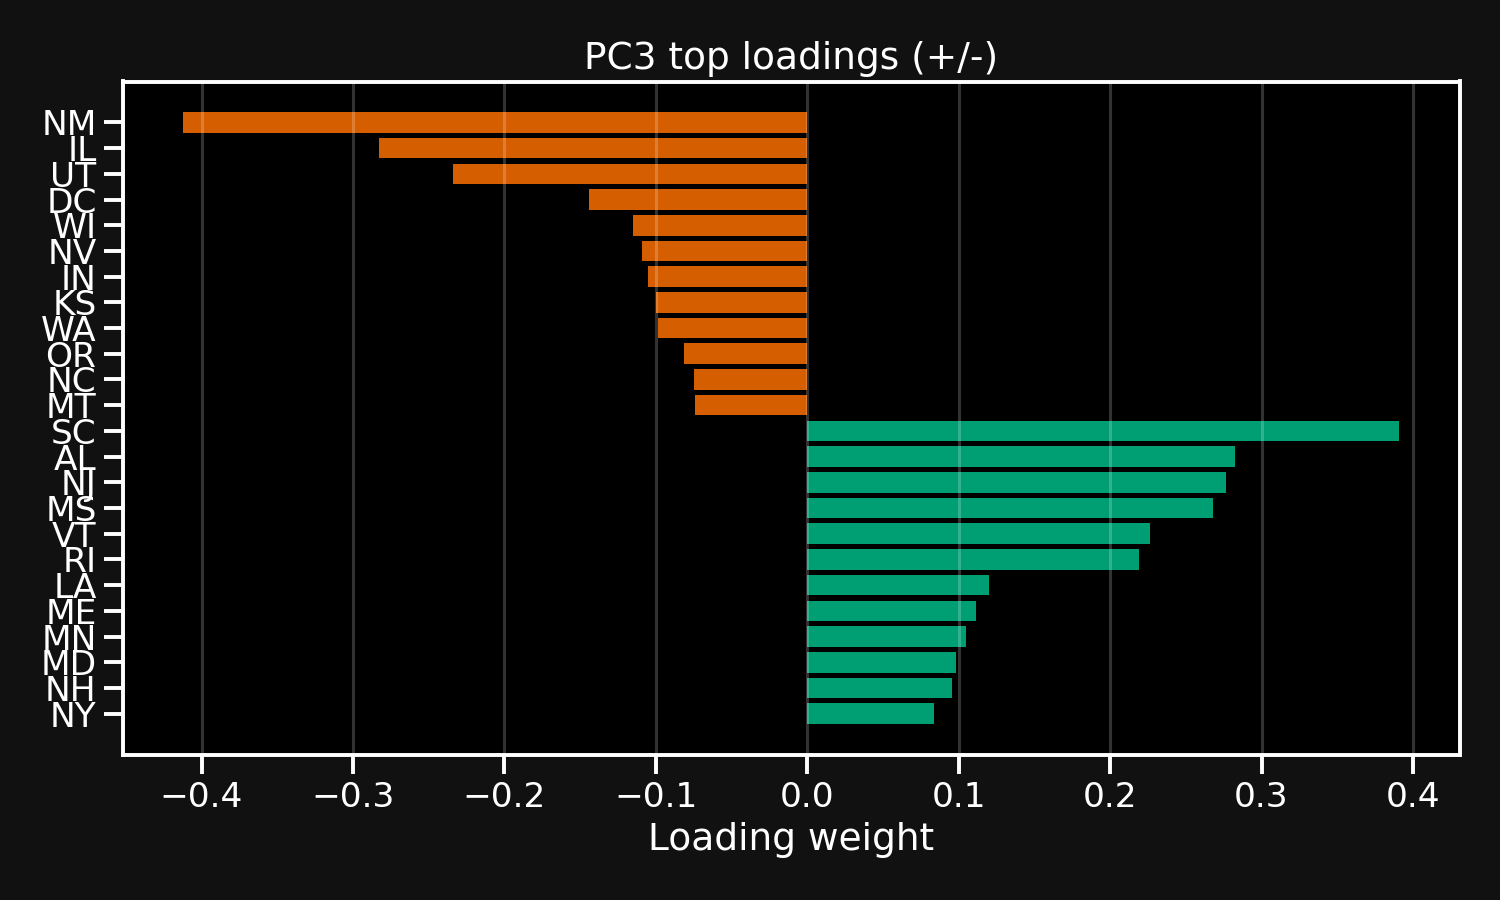 PC3 top loadings (+/-)
NM
IL
UT
DC
WI
NV
IN
KS
WA
OR
NC
MT
SC
AL
NJ
MS
VT
RI
LA
ME
MN
MD
NH
NY
−0.4 −0.3 −0.2 −0.1 0.0 0.1 0.2 0.3 0.4
Loading weight